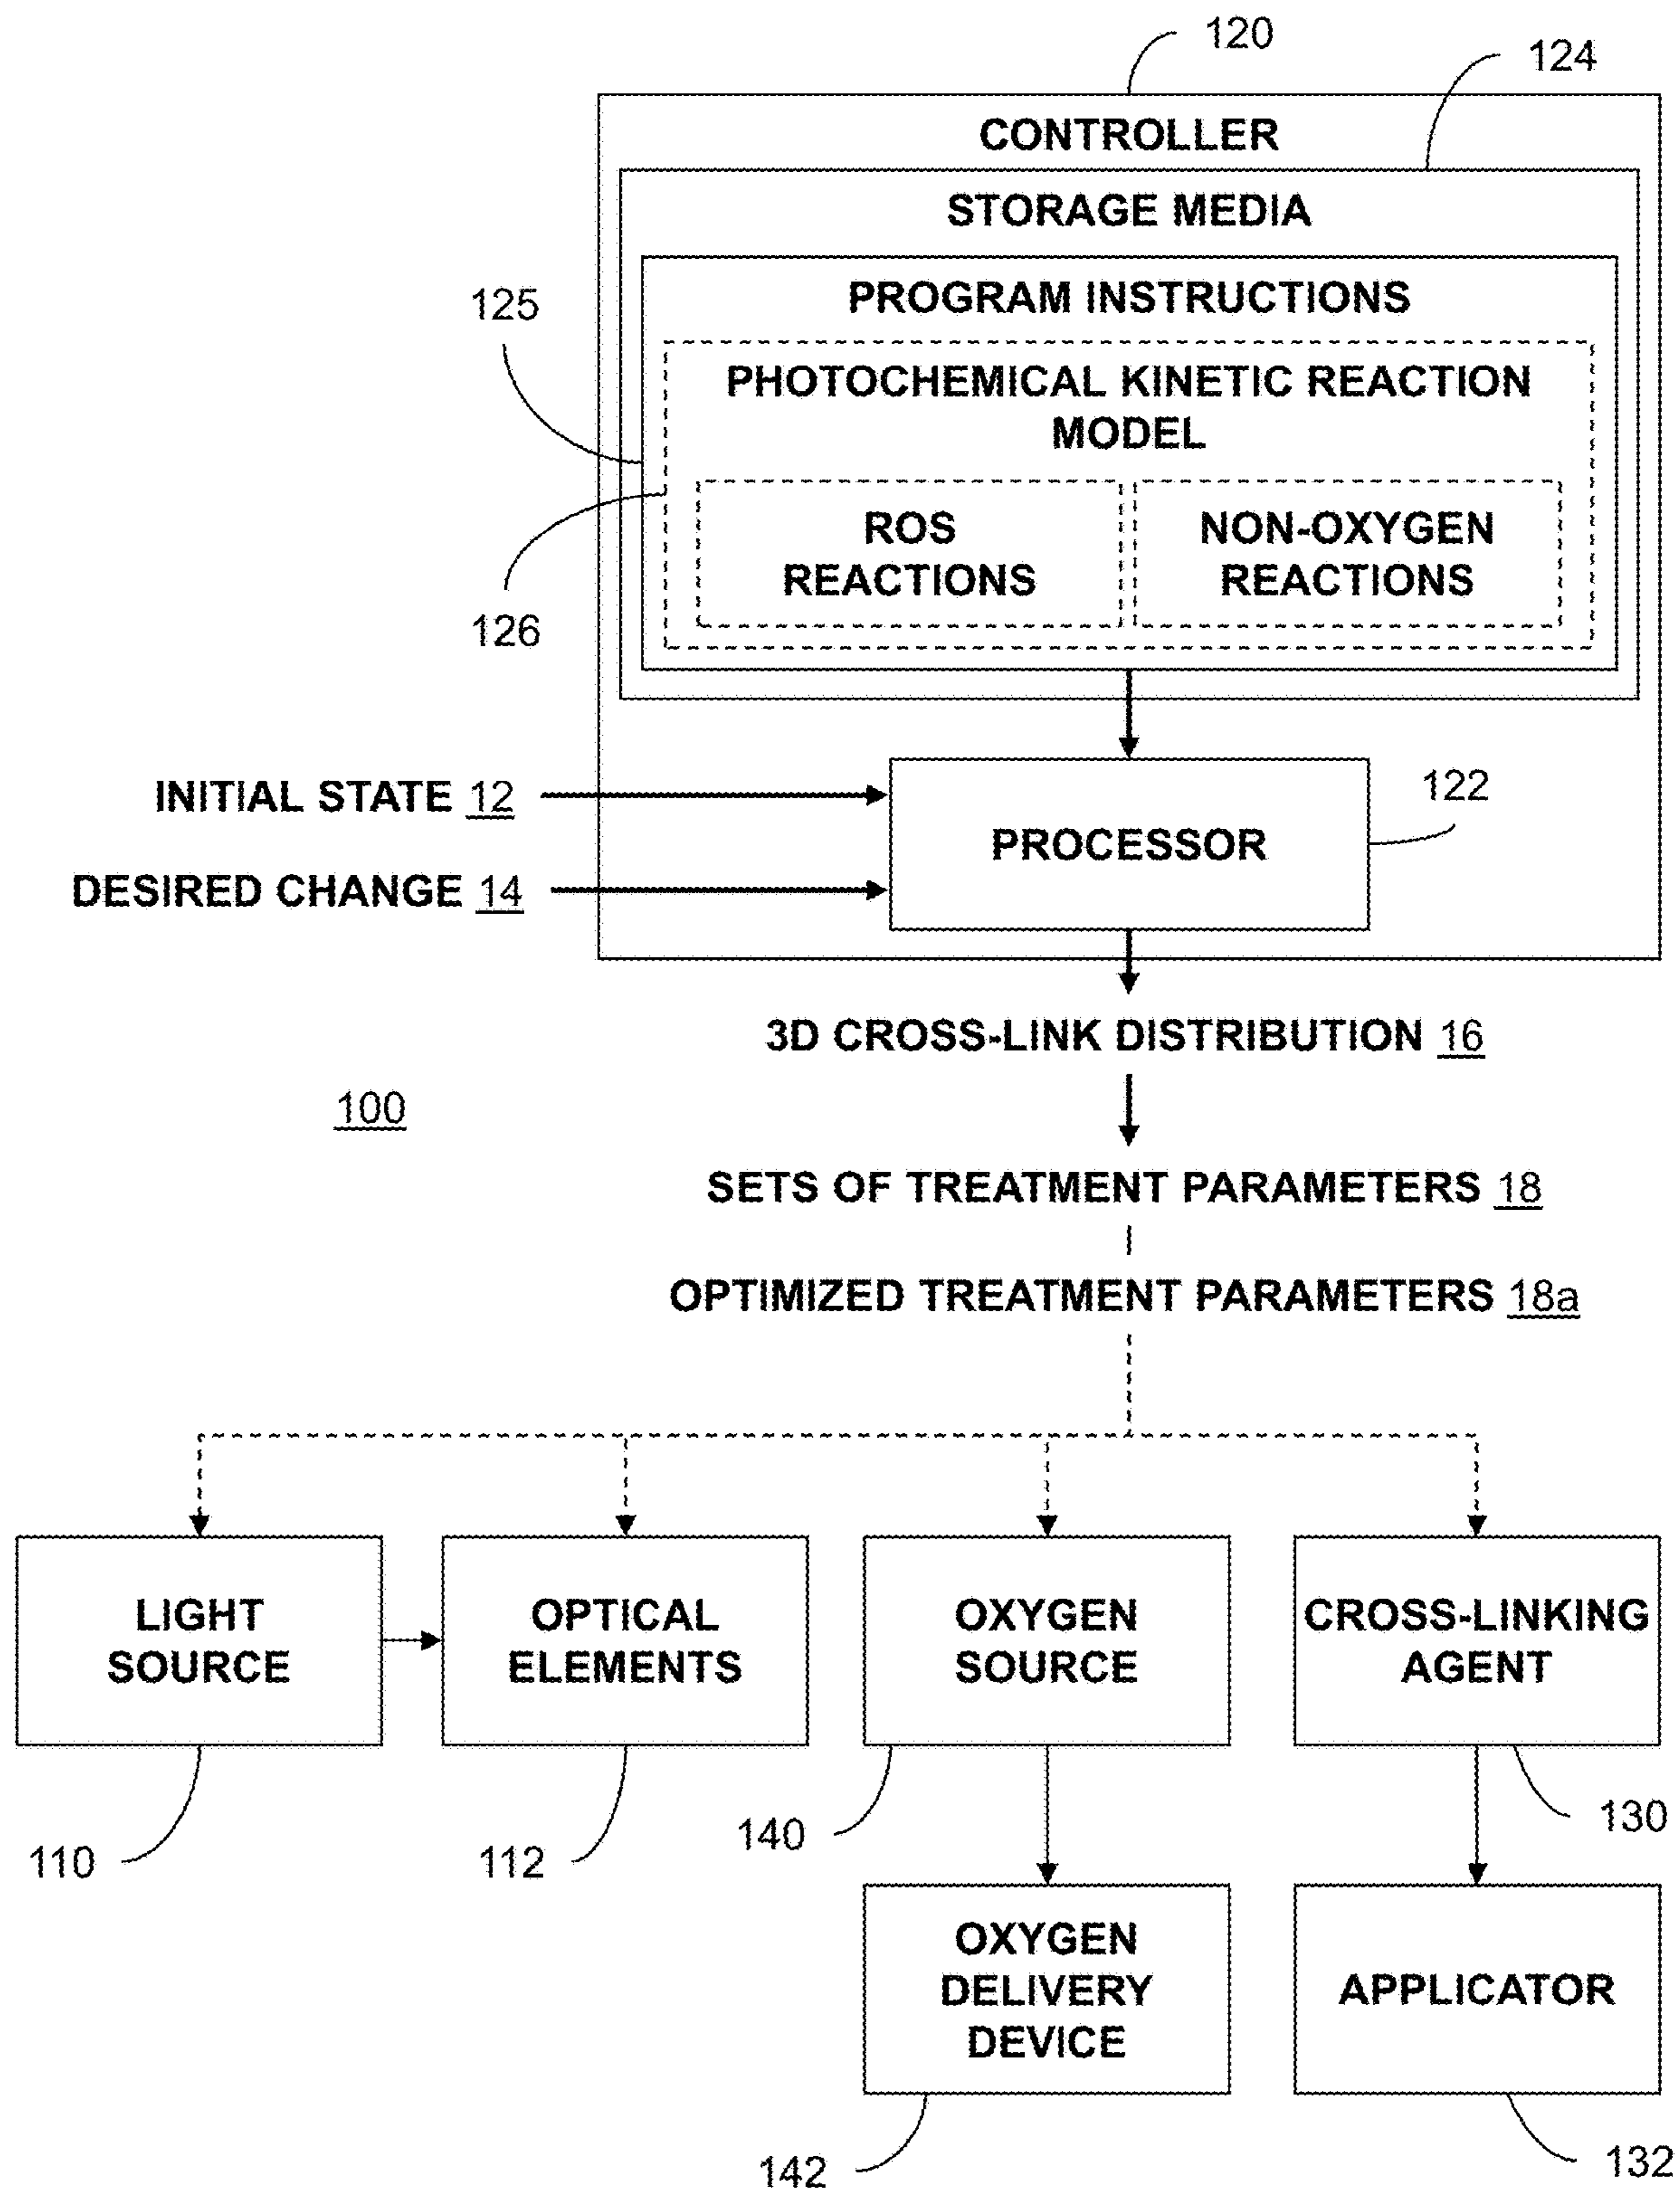 120
124
CONTROLLER
STORAGE MEDIA
PROGRAM INSTRUCTIONS
125
PHOTOCHEMICAL KINETIC REACTION
MODEL
ROS
REACTIONS
NON-OXYGEN
REACTIONS
126
INITIAL STATE 12
DESIRED CHANGE 14
PROCESSOR
122
3D CROSS-LINK DISTRIBUTION 16
100
SETS OF TREATMENT PARAMETERS 18
OPTIMIZED TREATMENT PARAMETERS 18a
LIGHT
SOURCE
OPTICAL
ELEMENTS
OXYGEN
SOURCE
CROSS-LINKING
AGENT
110
112
140
130
OXYGEN
DELIVERY
DEVICE
APPLICATOR
142
132